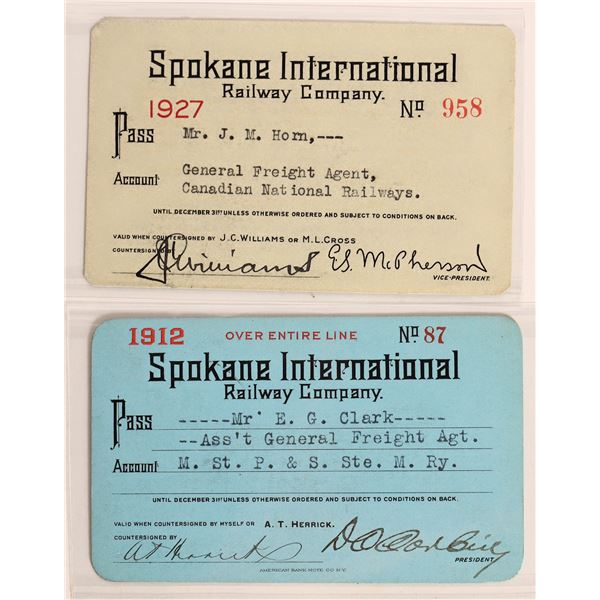 Spokane International
Railway Company.
1927 No 958
Pass Mr. J. M. Horn,---
General Freight Agent,
Account Canadian National Railways.
UNTIL DECEMBER 31ST UNLESS OTHERWISE ORDERED AND SUBJECT TO CONDITIONS ON BACK.
VALID WHEN COUNTERSIGNED BY J.C. WILLIAMS OR M.L. CROSS
COUNTERSIGNED BY JCWilliams E.S. McPherson
VICE-PRESIDENT.
1912 OVER ENTIRE LINE No 87
Spokane International
Railway Company.
Pass -----Mr' E. G. Clark-----
--Ass't General Freight Agt.
Account M. St. P. & S. Ste. M. Ry.
UNTIL DECEMBER 31ST UNLESS OTHERWISE ORDERED AND SUBJECT TO CONDITIONS ON BACK.
VALID WHEN COUNTERSIGNED BY MYSELF OR A. T. HERRICK.
COUNTERSIGNED BY AT Herrick D C Corbin
PRESIDENT.
AMERICAN BANK NOTE CO. N.Y.